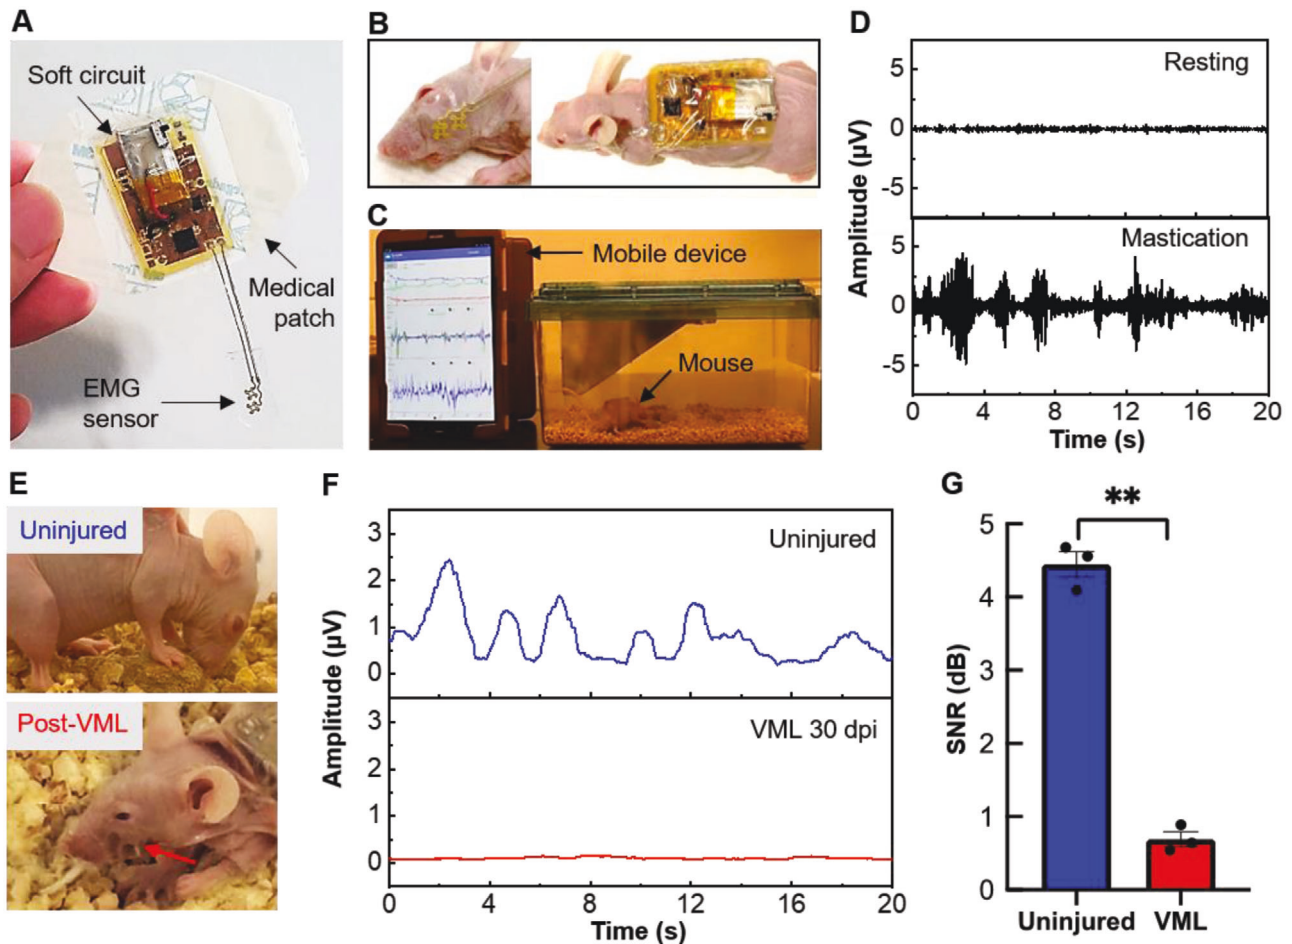 A
Soft circuit
Medical
patch
EMG
sensor
B
C
Mobile device
Mouse
D
Resting
Mastication
Amplitude (µV)
5
0
-5
5
0
-5
0 4 8 12 16 20
Time (s)
E
Uninjured
Post-VML
F
Uninjured
VML 30 dpi
Amplitude (µV)
3
2
1
0
3
2
1
0
0 4 8 12 16 20
Time (s)
G
**
SNR (dB)
5
4
3
2
1
0
Uninjured VML